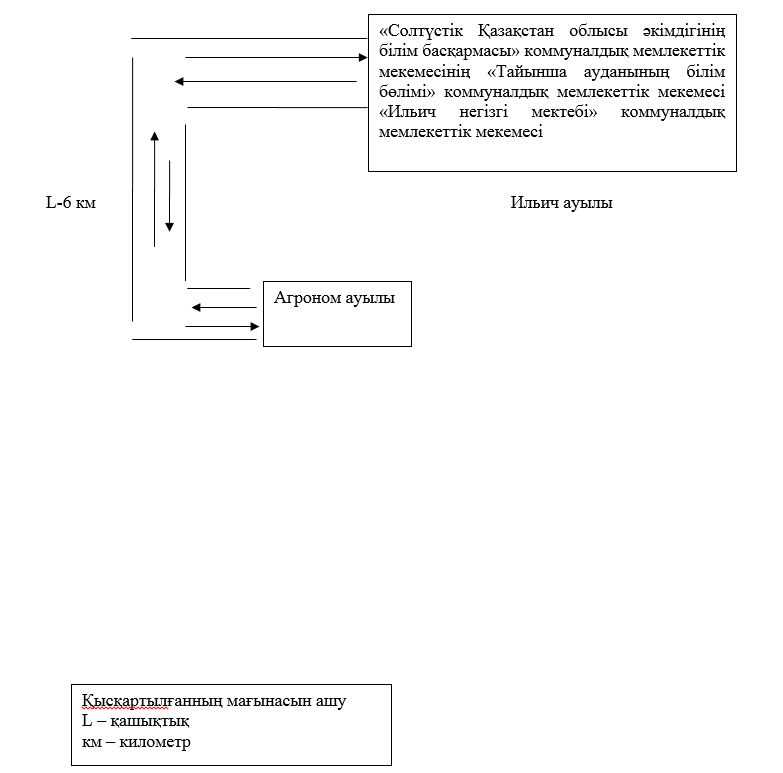 «Солтүстік Қазақстан облысы әкімдігінің
білім басқармасы» коммуналдық мемлекеттік
мекемесінің «Тайынша ауданының білім
бөлімі» коммуналдық мемлекеттік мекемесі
«Ильич негізгі мектебі» коммуналдық
мемлекеттік мекемесі
L-6 км
Ильич ауылы
Агроном ауылы
Қысқартылғанның мағынасын ашу
L – қашықтық
км – километр